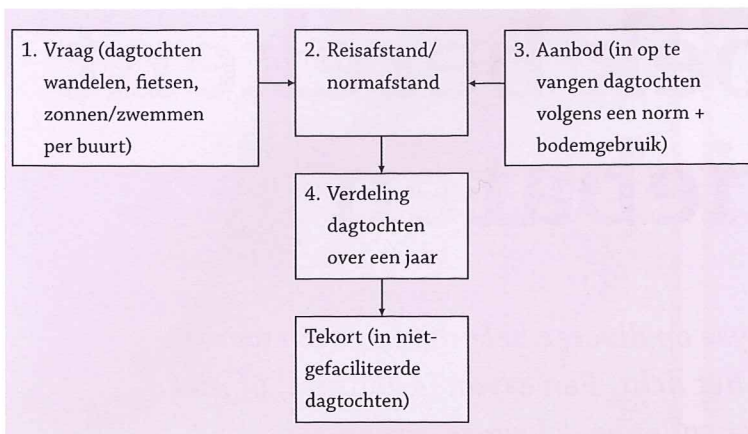 1. Vraag (dagtochten
wandelen, fietsen,
zonnen/zwemmen
per buurt)
2. Reisafstand/
normafstand
3. Aanbod (in op te
vangen dagtochten
volgens een norm +
bodemgebruik)
4. Verdeling
dagtochten
over een jaar
Tekort (in niet-
gefaciliteerde
dagtochten)